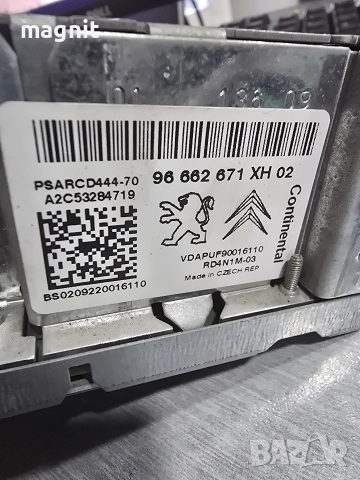 magnit
01 136 09
PSARCD444-70
A2C53284719
96 662 671 XH 02
Continental
VDAPUF90016110
RD4N1M-03
Made in CZECH REP.
BS0209220016110
BAZAR